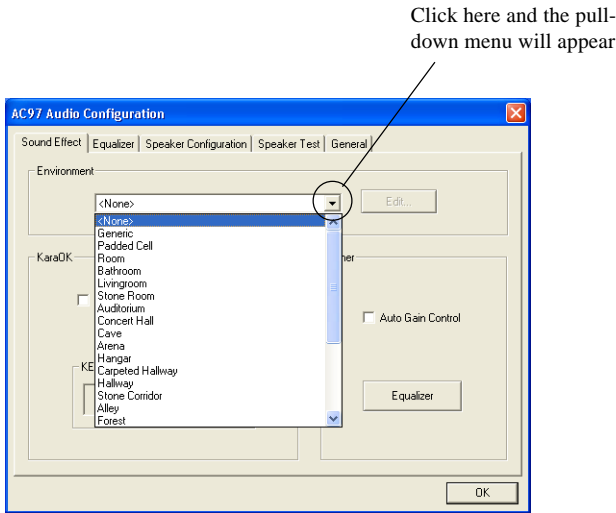 Click here and the pull-
down menu will appear
AC97 Audio Configuration
Sound Effect Equalizer Speaker Configuration Speaker Test General
Environment
<None> Edit...
<None>
Generic
Padded Cell
Room
Bathroom
Livingroom
Stone Room
Auditorium
Concert Hall
Cave
Arena
Hangar
Carpeted Hallway
Hallway
Stone Corridor
Alley
Forest
KaraOK
KE
her
Auto Gain Control
Equalizer
OK